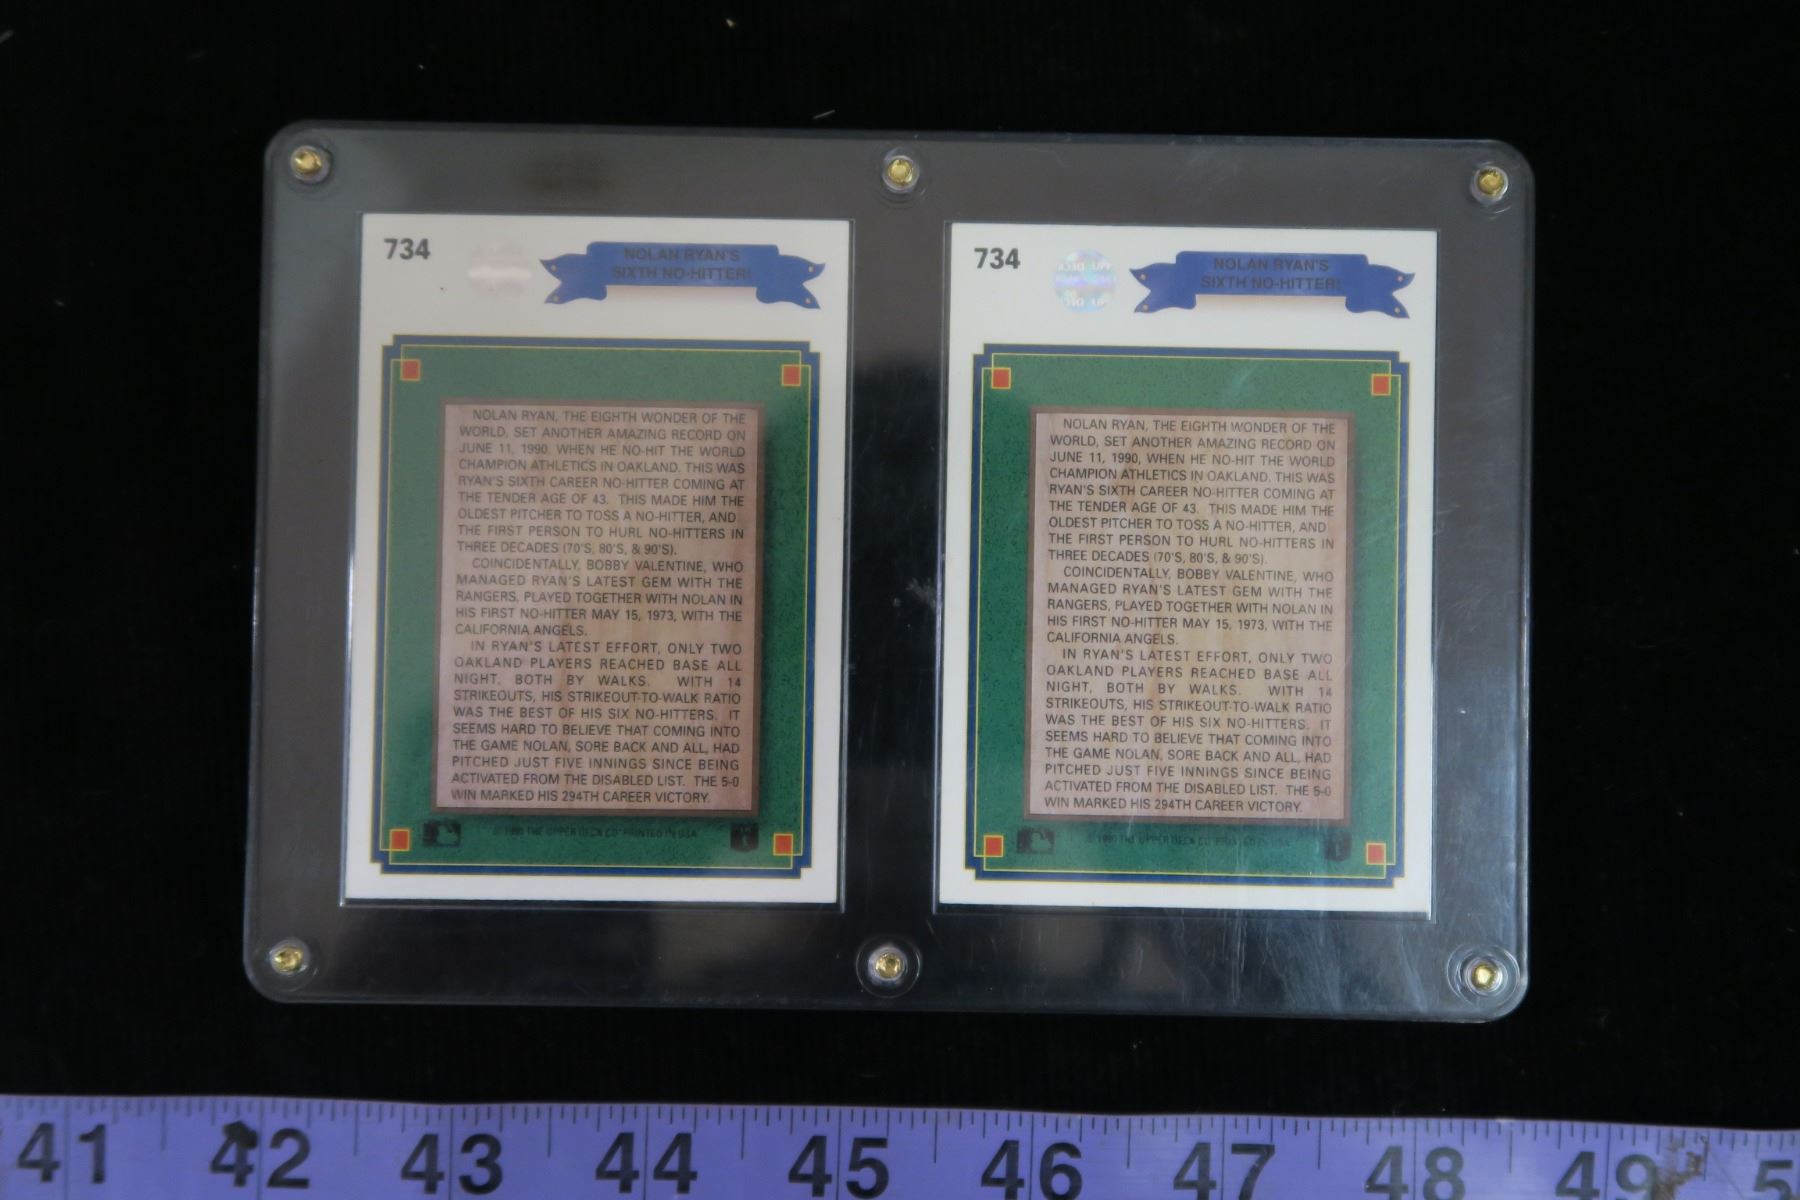 734
NOLAN RYAN'S
SIXTH NO-HITTER!
NOLAN RYAN, THE EIGHTH WONDER OF THE
WORLD, SET ANOTHER AMAZING RECORD ON
JUNE 11, 1990, WHEN HE NO-HIT THE WORLD
CHAMPION ATHLETICS IN OAKLAND. THIS WAS
RYAN'S SIXTH CAREER NO-HITTER COMING AT
THE TENDER AGE OF 43. THIS MADE HIM THE
OLDEST PITCHER TO TOSS A NO-HITTER, AND
THE FIRST PERSON TO HURL NO-HITTERS IN
THREE DECADES (70'S, 80'S, & 90'S).
COINCIDENTALLY, BOBBY VALENTINE, WHO
MANAGED RYAN'S LATEST GEM WITH THE
RANGERS, PLAYED TOGETHER WITH NOLAN IN
HIS FIRST NO-HITTER MAY 15, 1973, WITH THE
CALIFORNIA ANGELS.
IN RYAN'S LATEST EFFORT, ONLY TWO
OAKLAND PLAYERS REACHED BASE ALL
NIGHT, BOTH BY WALKS. WITH 14
STRIKEOUTS, HIS STRIKEOUT-TO-WALK RATIO
WAS THE BEST OF HIS SIX NO-HITTERS. IT
SEEMS HARD TO BELIEVE THAT COMING INTO
THE GAME NOLAN, SORE BACK AND ALL, HAD
PITCHED JUST FIVE INNINGS SINCE BEING
ACTIVATED FROM THE DISABLED LIST. THE 5-0
WIN MARKED HIS 294TH CAREER VICTORY.
© 1990 THE UPPER DECK CO. PRINTED IN USA
734
NOLAN RYAN'S
SIXTH NO-HITTER!
NOLAN RYAN, THE EIGHTH WONDER OF THE
WORLD, SET ANOTHER AMAZING RECORD ON
JUNE 11, 1990, WHEN HE NO-HIT THE WORLD
CHAMPION ATHLETICS IN OAKLAND. THIS WAS
RYAN'S SIXTH CAREER NO-HITTER COMING AT
THE TENDER AGE OF 43. THIS MADE HIM THE
OLDEST PITCHER TO TOSS A NO-HITTER, AND
THE FIRST PERSON TO HURL NO-HITTERS IN
THREE DECADES (70'S, 80'S, & 90'S).
COINCIDENTALLY, BOBBY VALENTINE, WHO
MANAGED RYAN'S LATEST GEM WITH THE
RANGERS, PLAYED TOGETHER WITH NOLAN IN
HIS FIRST NO-HITTER MAY 15, 1973, WITH THE
CALIFORNIA ANGELS.
IN RYAN'S LATEST EFFORT, ONLY TWO
OAKLAND PLAYERS REACHED BASE ALL
NIGHT, BOTH BY WALKS. WITH 14
STRIKEOUTS, HIS STRIKEOUT-TO-WALK RATIO
WAS THE BEST OF HIS SIX NO-HITTERS. IT
SEEMS HARD TO BELIEVE THAT COMING INTO
THE GAME NOLAN, SORE BACK AND ALL, HAD
PITCHED JUST FIVE INNINGS SINCE BEING
ACTIVATED FROM THE DISABLED LIST. THE 5-0
WIN MARKED HIS 294TH CAREER VICTORY.
© 1990 THE UPPER DECK CO. PRINTED IN USA
41 42 43 44 45 46 47 48 49 5